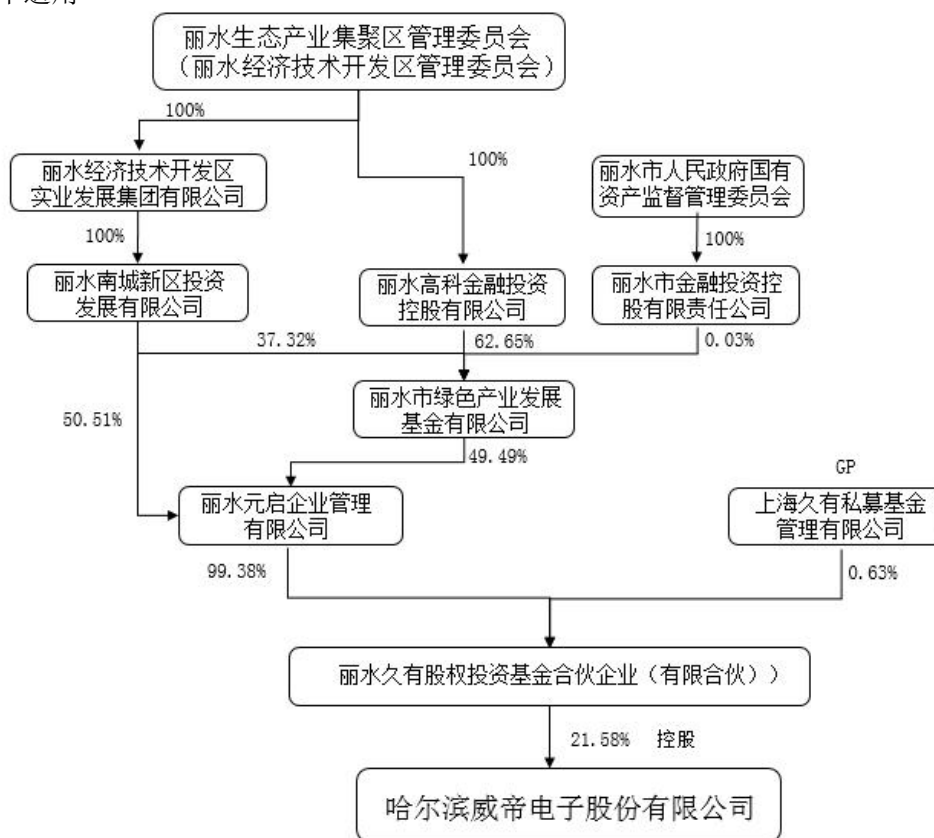 丽水生态产业集聚区管理委员会
（丽水经济技术开发区管理委员会）
100%
100%
丽水经济技术开发区
实业发展集团有限公司
丽水市人民政府国有
资产监督管理委员会
100%
100%
丽水南城新区投资
发展有限公司
丽水高科金融投资
控股有限公司
丽水市金融投资控
股有限责任公司
37.32%
62.65%
0.03%
丽水市绿色产业发展
基金有限公司
50.51%
49.49%
GP
丽水元启企业管理
有限公司
上海久有私募基金
管理有限公司
99.38%
0.63%
丽水久有股权投资基金合伙企业（有限合伙））
21.58% 控股
哈尔滨威帝电子股份有限公司